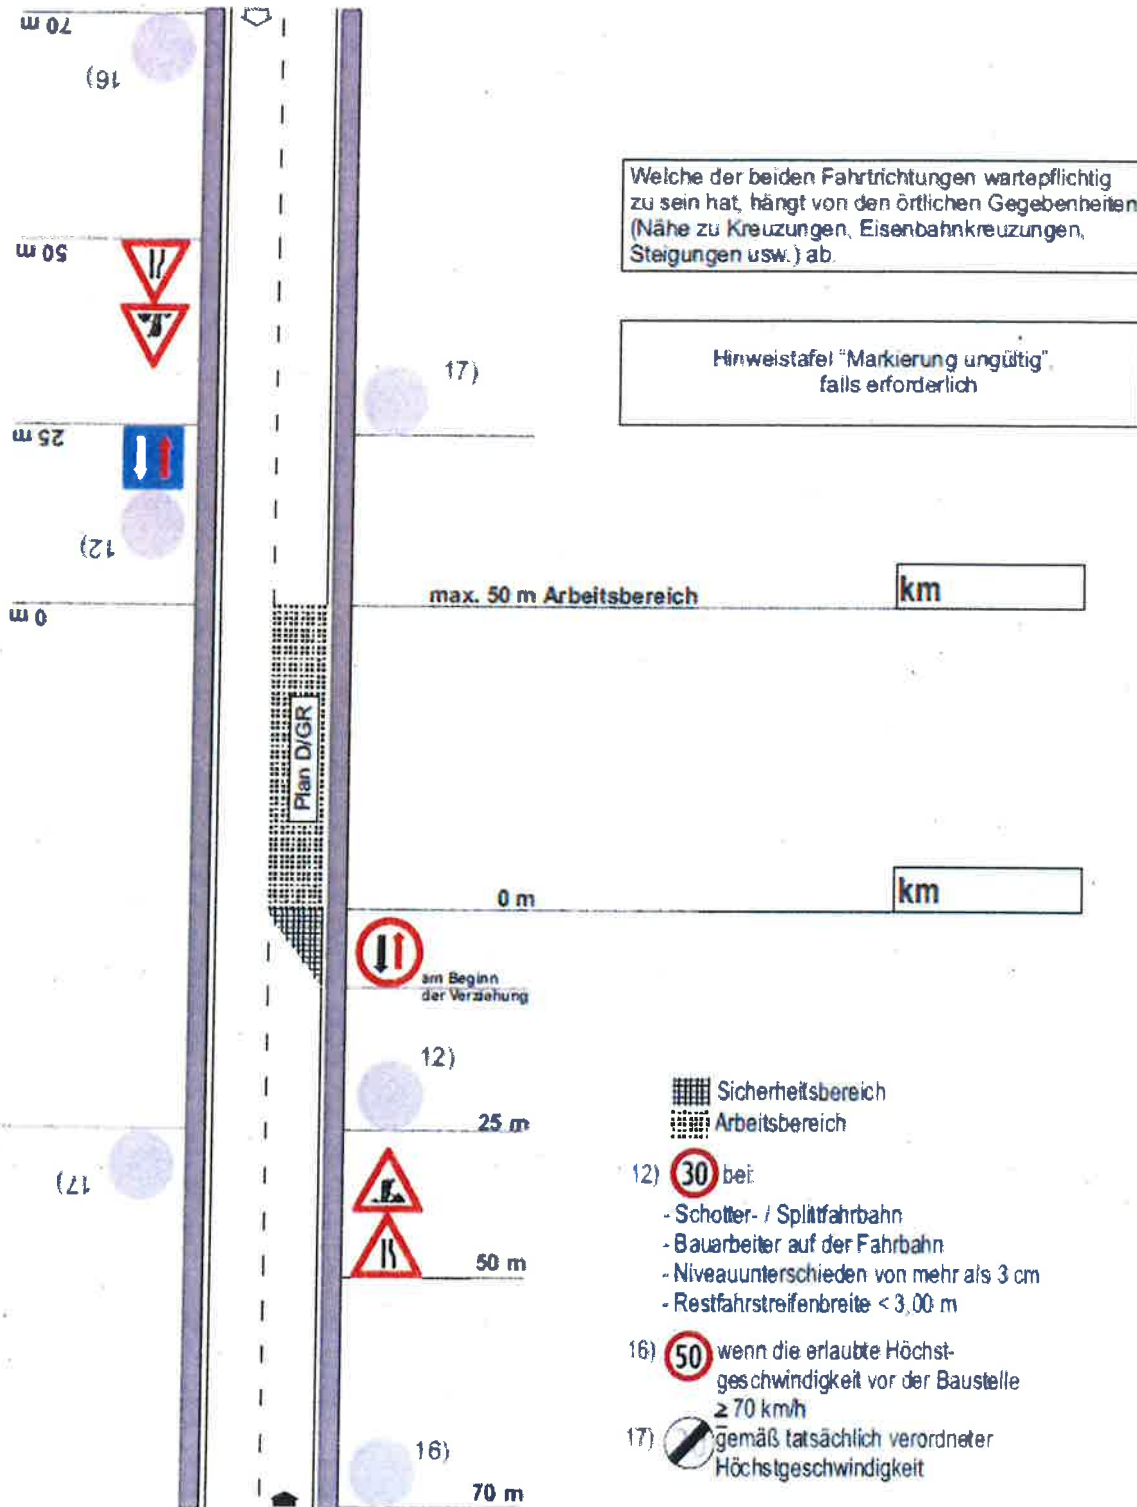 70 m
16)
Welche der beiden Fahrtrichtungen wartepflichtig
zu sein hat, hängt von den örtlichen Gegebenheiten
(Nähe zu Kreuzungen, Eisenbahnkreuzungen,
Steigungen usw.) ab.
50 m
Hinweistafel "Markierung ungültig",
falls erforderlich
17)
25 m
12)
max. 50 m Arbeitsbereich
km
0 m
Plan D/GR
0 m
km
am Beginn
der Verziehung
12)
25 m
17)
50 m
16)
70 m
Sicherheitsbereich
Arbeitsbereich
12) 30 bei:
- Schotter- / Splittfahrbahn
- Bauarbeiter auf der Fahrbahn
- Niveauunterschieden von mehr als 3 cm
- Restfahrstreifenbreite < 3,00 m
16) 50 wenn die erlaubte Höchst-
geschwindigkeit vor der Baustelle
≥ 70 km/h
17) gemäß tatsächlich verordneter
Höchstgeschwindigkeit